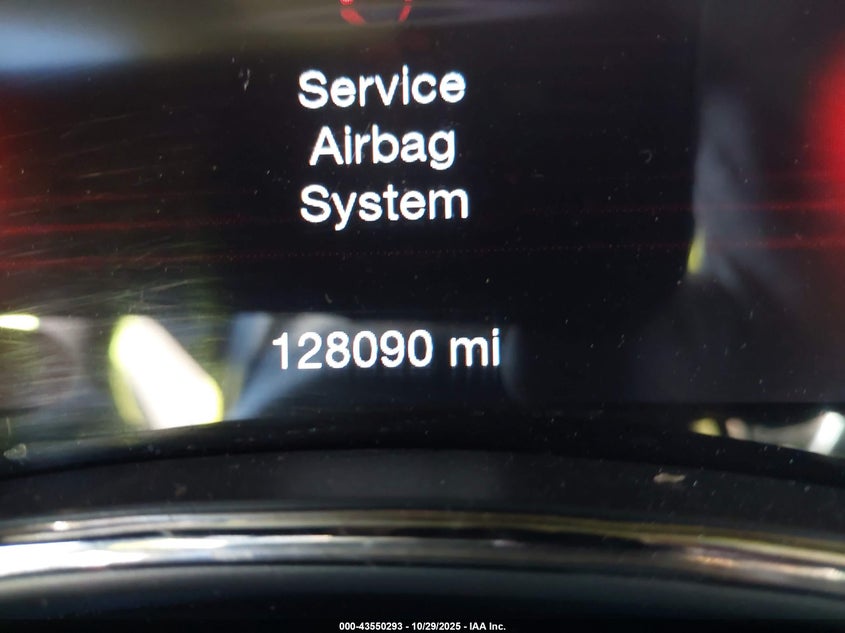 Service
Airbag
System
128090 mi
000-43550293 - 10/29/2025 - IAA Inc.